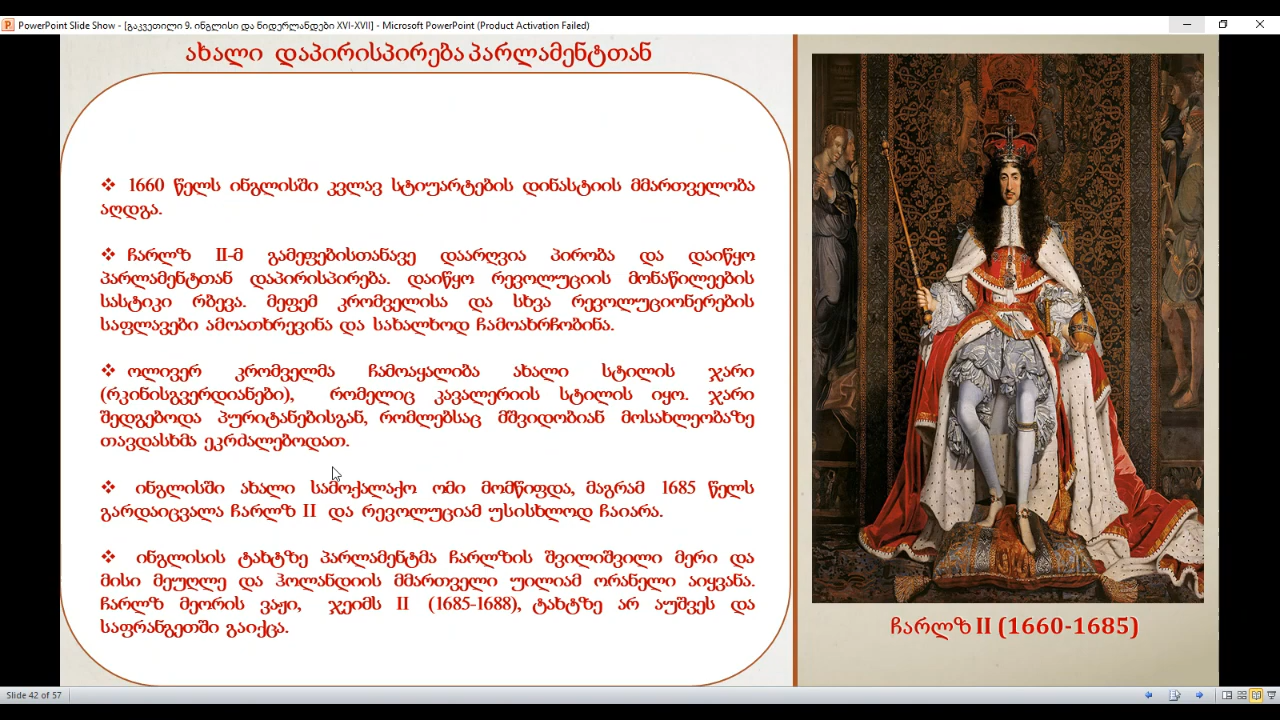 PowerPoint Slide Show - [გაკვეთილი 9. ინგლისი და ნიდერლანდები XVI-XVII] - Microsoft PowerPoint (Product Activation Failed)
ახალი დაპირისპირება პარლამენტთან
❖ 1660 წელს ინგლისში კვლავ სტიუარტების დინასტიის მმართველობა
აღდგა.
❖ ჩარლზ II-მ გამეფებისთანავე დაარღვია პირობა და დაიწყო
პარლამენტთან დაპირისპირება. დაიწყო რევოლუციის მონაწილეების
სასტიკი რბევა. მეფემ კრომველისა და სხვა რევოლუციონერების
საფლავები ამოათხრევინა და სახალხოდ ჩამოახრჩობინა.
❖ ოლივერ კრომველმა ჩამოაყალიბა ახალი სტილის ჯარი
(რკინისგვერდიანები), რომელიც კავალერიის სტილის იყო. ჯარი
შედგებოდა პურიტანებისგან, რომლებსაც მშვიდობიან მოსახლეობაზე
თავდასხმა ეკრძალებოდათ.
❖ ინგლისში ახალი სამოქალაქო ომი მომწიფდა, მაგრამ 1685 წელს
გარდაიცვალა ჩარლზ II და რევოლუციამ უსისხლოდ ჩაიარა.
❖ ინგლისის ტახტზე პარლამენტმა ჩარლზის შვილიშვილი მერი და
მისი მეუღლე და ჰოლანდიის მმართველი უილიამ ორანელი აიყვანა.
ჩარლზ მეორის ვაჟი, ჯეიმს II (1685-1688), ტახტზე არ აუშვეს და
საფრანგეთში გაიქცა.
ჩარლზ II (1660-1685)
Slide 42 of 57